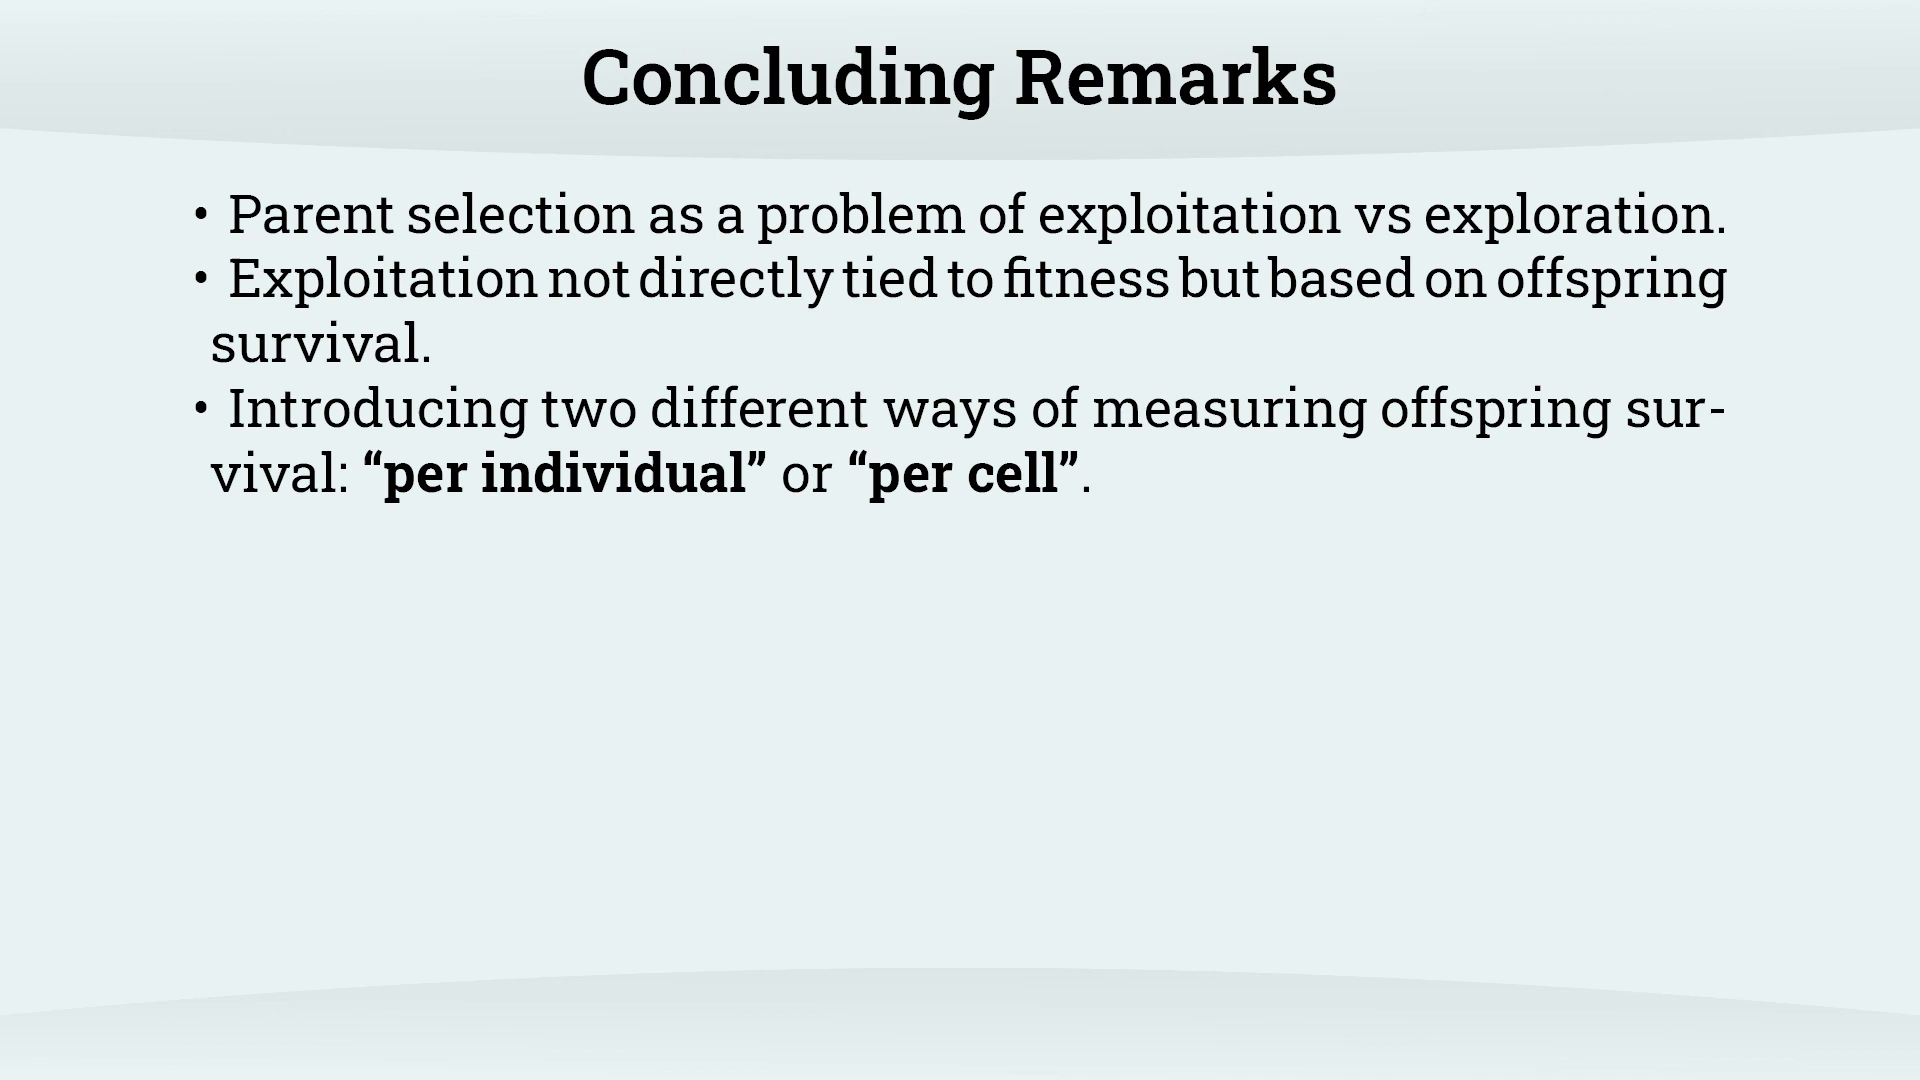 Concluding Remarks
• Parent selection as a problem of exploitation vs exploration.
• Exploitation not directly tied to fitness but based on offspring
survival.
• Introducing two different ways of measuring offspring sur-
vival: “per individual” or “per cell”.